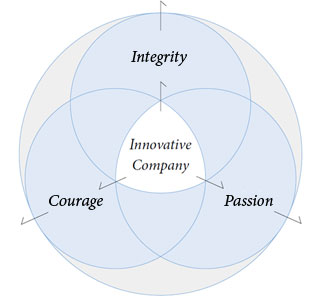 Integrity
Innovative
Company
Courage
Passion